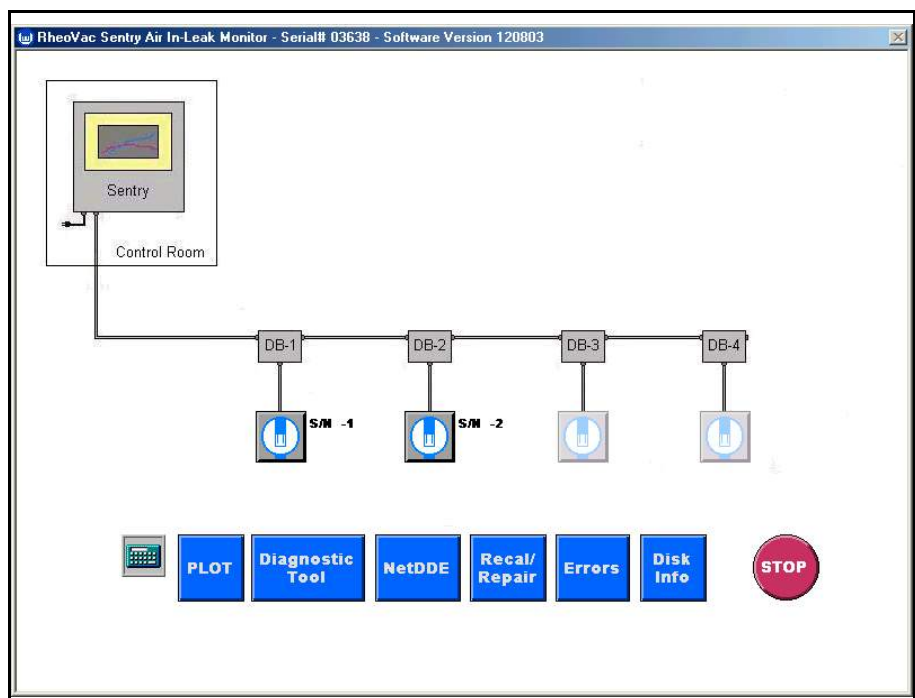 RheoVac Sentry Air In-Leak Monitor - Serial# 03638 - Software Version 120803
Sentry
Control Room
DB-1
DB-2
DB-3
DB-4
S/N -1
S/N -2
PLOT
Diagnostic
Tool
NetDDE
Recal/
Repair
Errors
Disk
Info
STOP